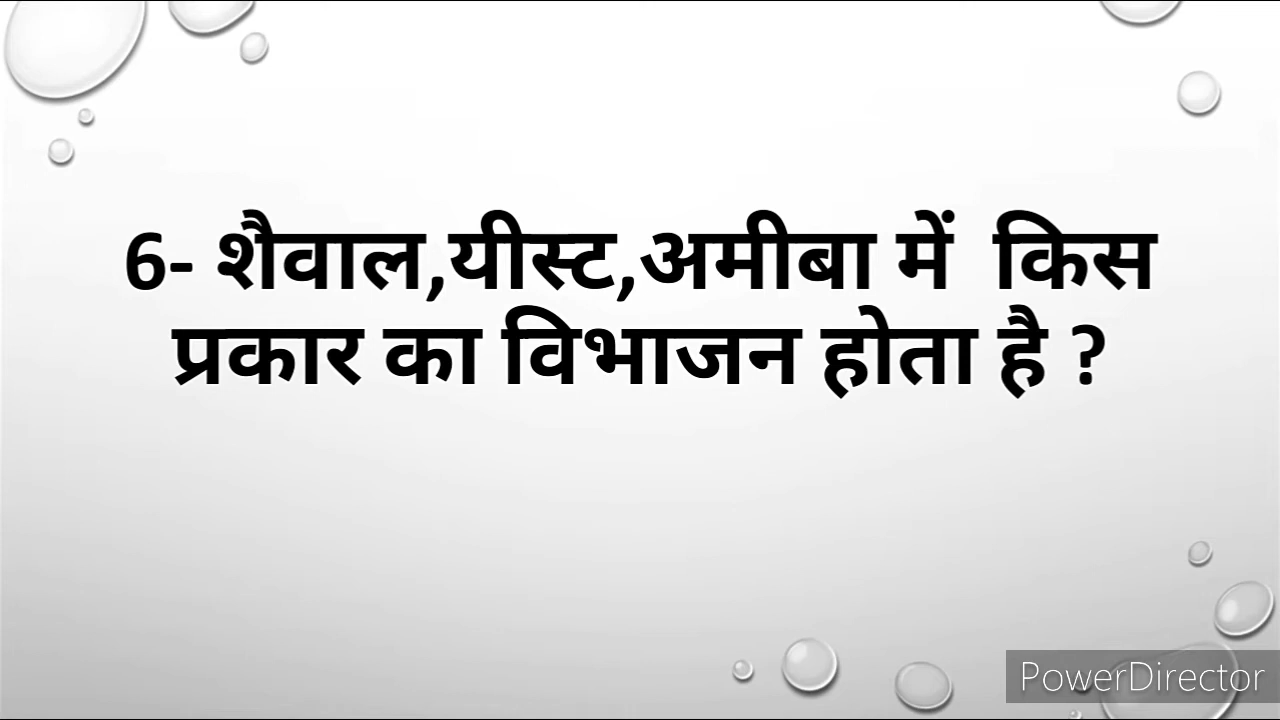 6- शैवाल,यीस्ट,अमीबा में किस
प्रकार का विभाजन होता है ?
PowerDirector